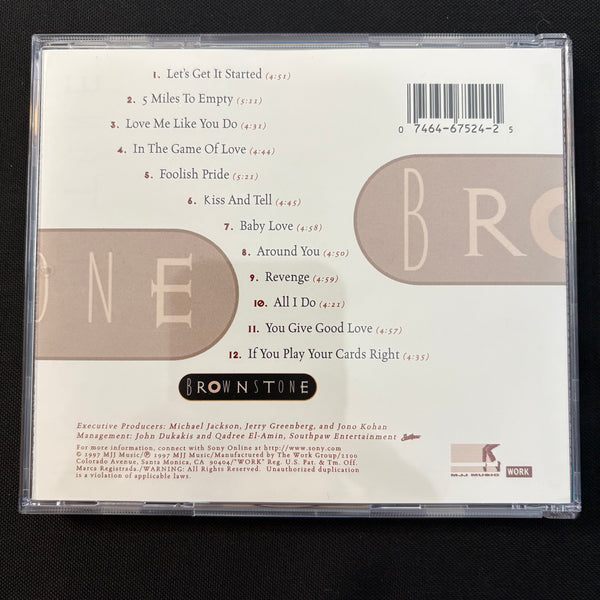 1. Let's Get It Started (4:51)
2. 5 Miles To Empty (5:11)
3. Love Me Like You Do (4:31)
4. In The Game Of Love (4:44)
5. Foolish Pride (5:21)
6. Kiss And Tell (4:45)
7. Baby Love (4:58)
8. Around You (4:50)
9. Revenge (4:59)
10. All I Do (4:21)
11. You Give Good Love (4:57)
12. If You Play Your Cards Right (4:35)
0 7464-67524-2 5
BRO
ONE
BROWNSTONE
Executive Producers: Michael Jackson, Jerry Greenberg, and Jono Kohan
Management: John Dukakis and Qadree El-Amin, Southpaw Entertainment
For more information, connect with Sony Online at http://www.sony.com
© 1997 MJJ Music/℗ 1997 MJJ Music/Manufactured by The Work Group/2100
Colorado Avenue, Santa Monica, CA 90404/"WORK" Reg. U.S. Pat. & Tm. Off.
Marca Registrada./WARNING: All Rights Reserved. Unauthorized duplication
is a violation of applicable laws.
MJJ MUSIC
WORK